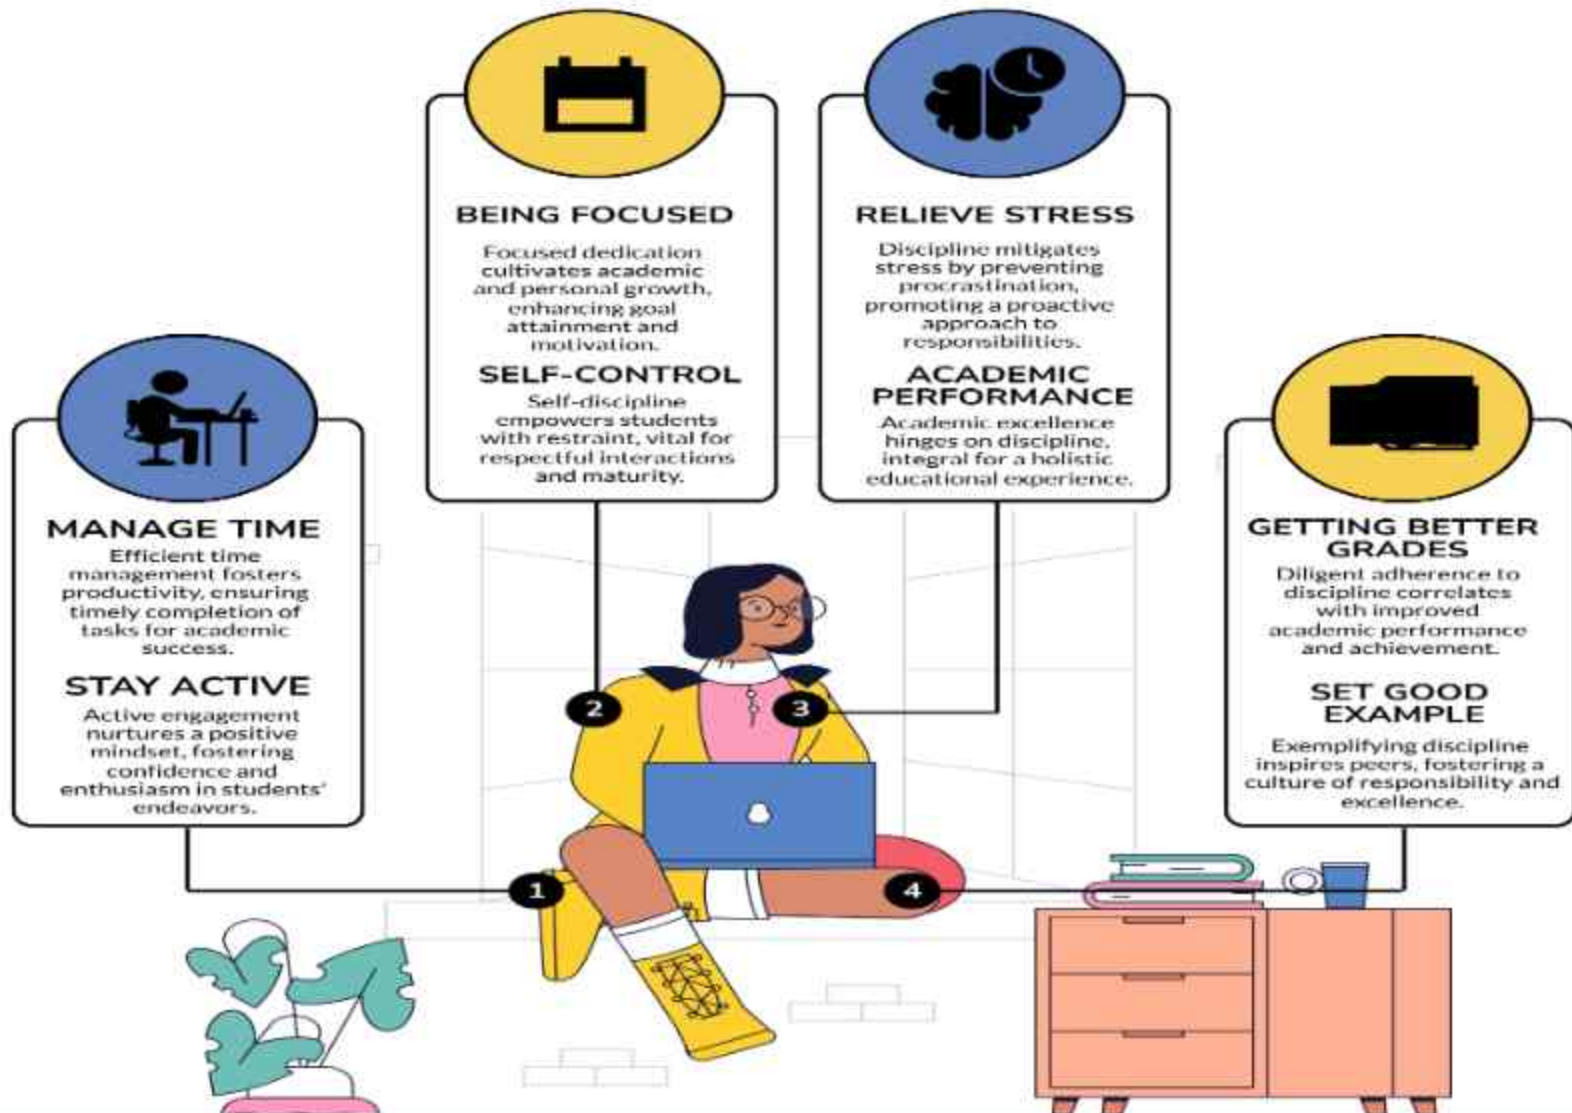 MANAGE TIME
Efficient time
management fosters
productivity, ensuring
timely completion of
tasks for academic
success.
STAY ACTIVE
Active engagement
nurtures a positive
mindset, fostering
confidence and
enthusiasm in students'
endeavors.
1
BEING FOCUSED
Focused dedication
cultivates academic
and personal growth,
enhancing goal
attainment and
motivation.
SELF-CONTROL
Self-discipline
empowers students
with restraint, vital for
respectful interactions
and maturity.
2
RELIEVE STRESS
Discipline mitigates
stress by preventing
procrastination,
promoting a proactive
approach to
responsibilities.
ACADEMIC
PERFORMANCE
Academic excellence
hinges on discipline,
integral for a holistic
educational experience.
3
GETTING BETTER
GRADES
Diligent adherence to
discipline correlates
with improved
academic performance
and achievement.
SET GOOD
EXAMPLE
Exemplifying discipline
inspires peers, fostering a
culture of responsibility and
excellence.
4